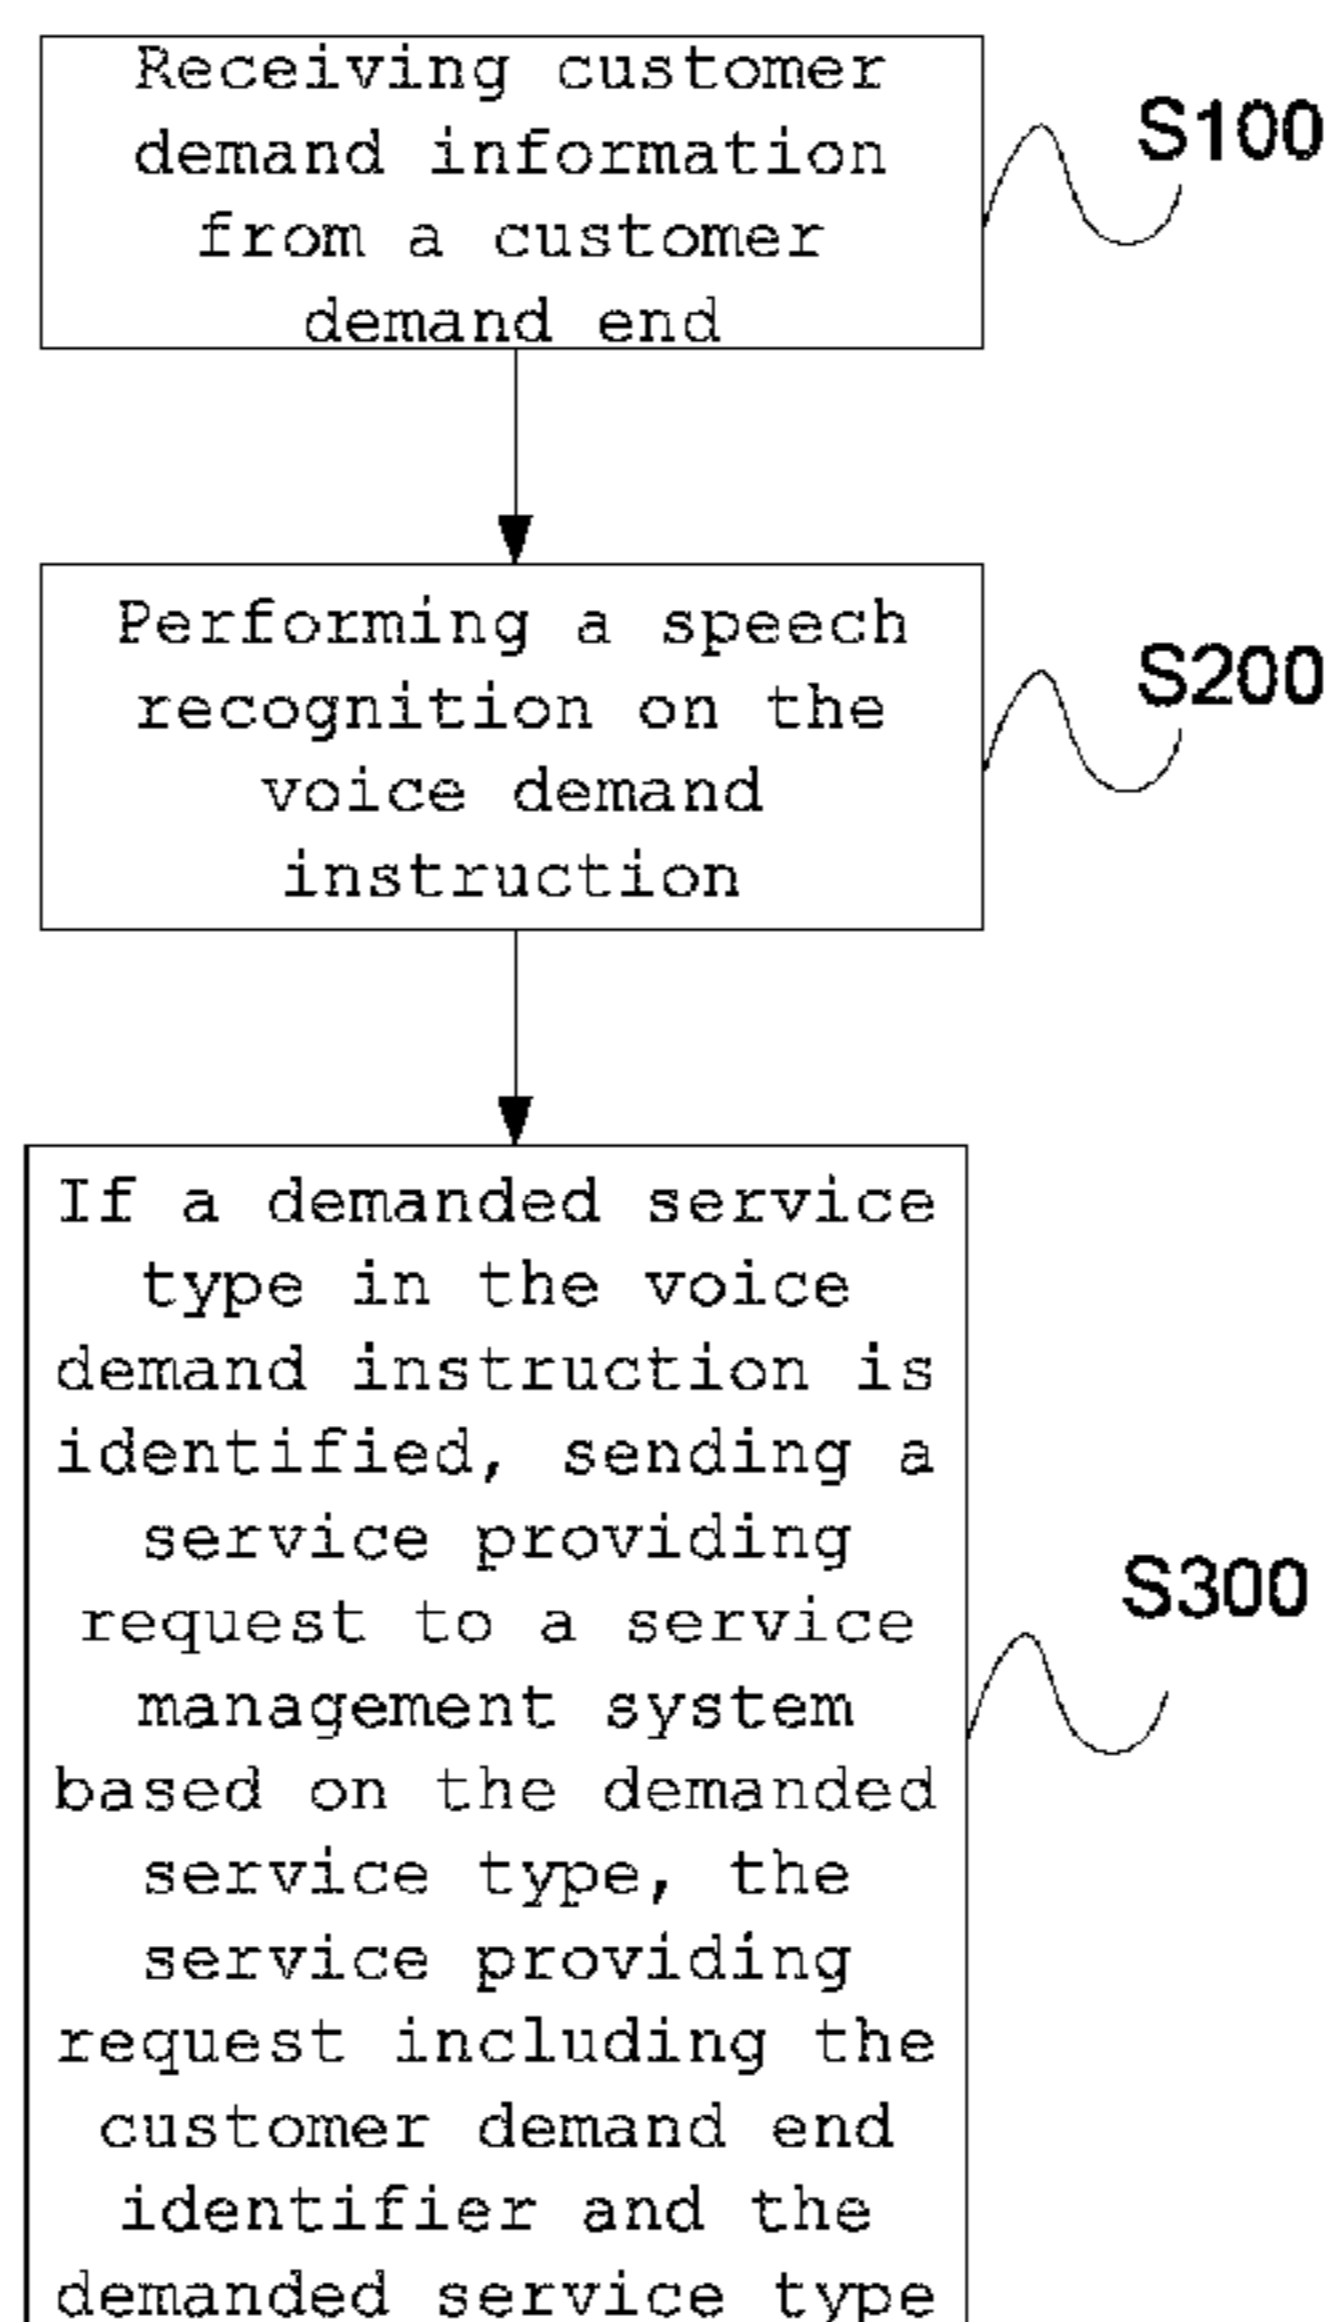 Receiving customer
demand information
from a customer
demand end
S100
Performing a speech
recognition on the
voice demand
instruction
S200
If a demanded service
type in the voice
demand instruction is
identified, sending a
service providing
request to a service
management system
based on the demanded
service type, the
service providing
request including the
customer demand end
identifier and the
demanded service type
S300